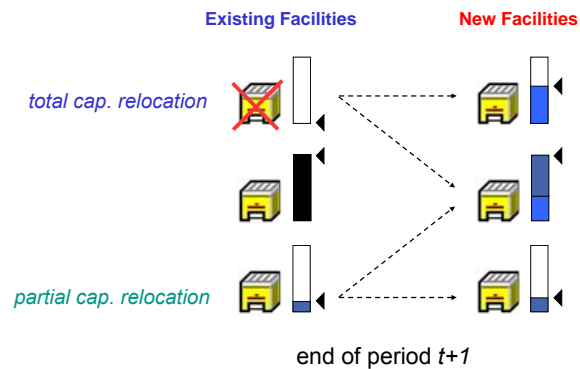 Existing Facilities
New Facilities
total cap. relocation
partial cap. relocation
end of period t+1